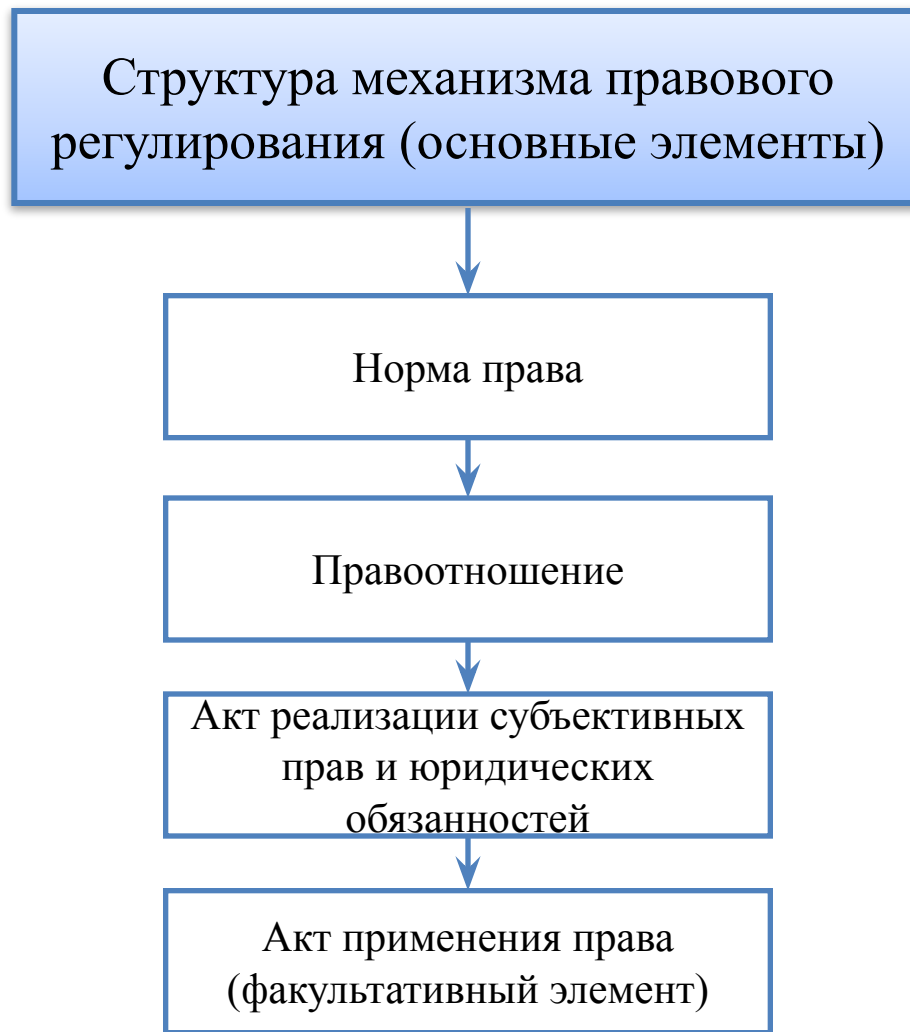 Структура механизма правового
регулирования (основные элементы)
Норма права
Правоотношение
Акт реализации субъективных
прав и юридических
обязанностей
Акт применения права
(факультативный элемент)